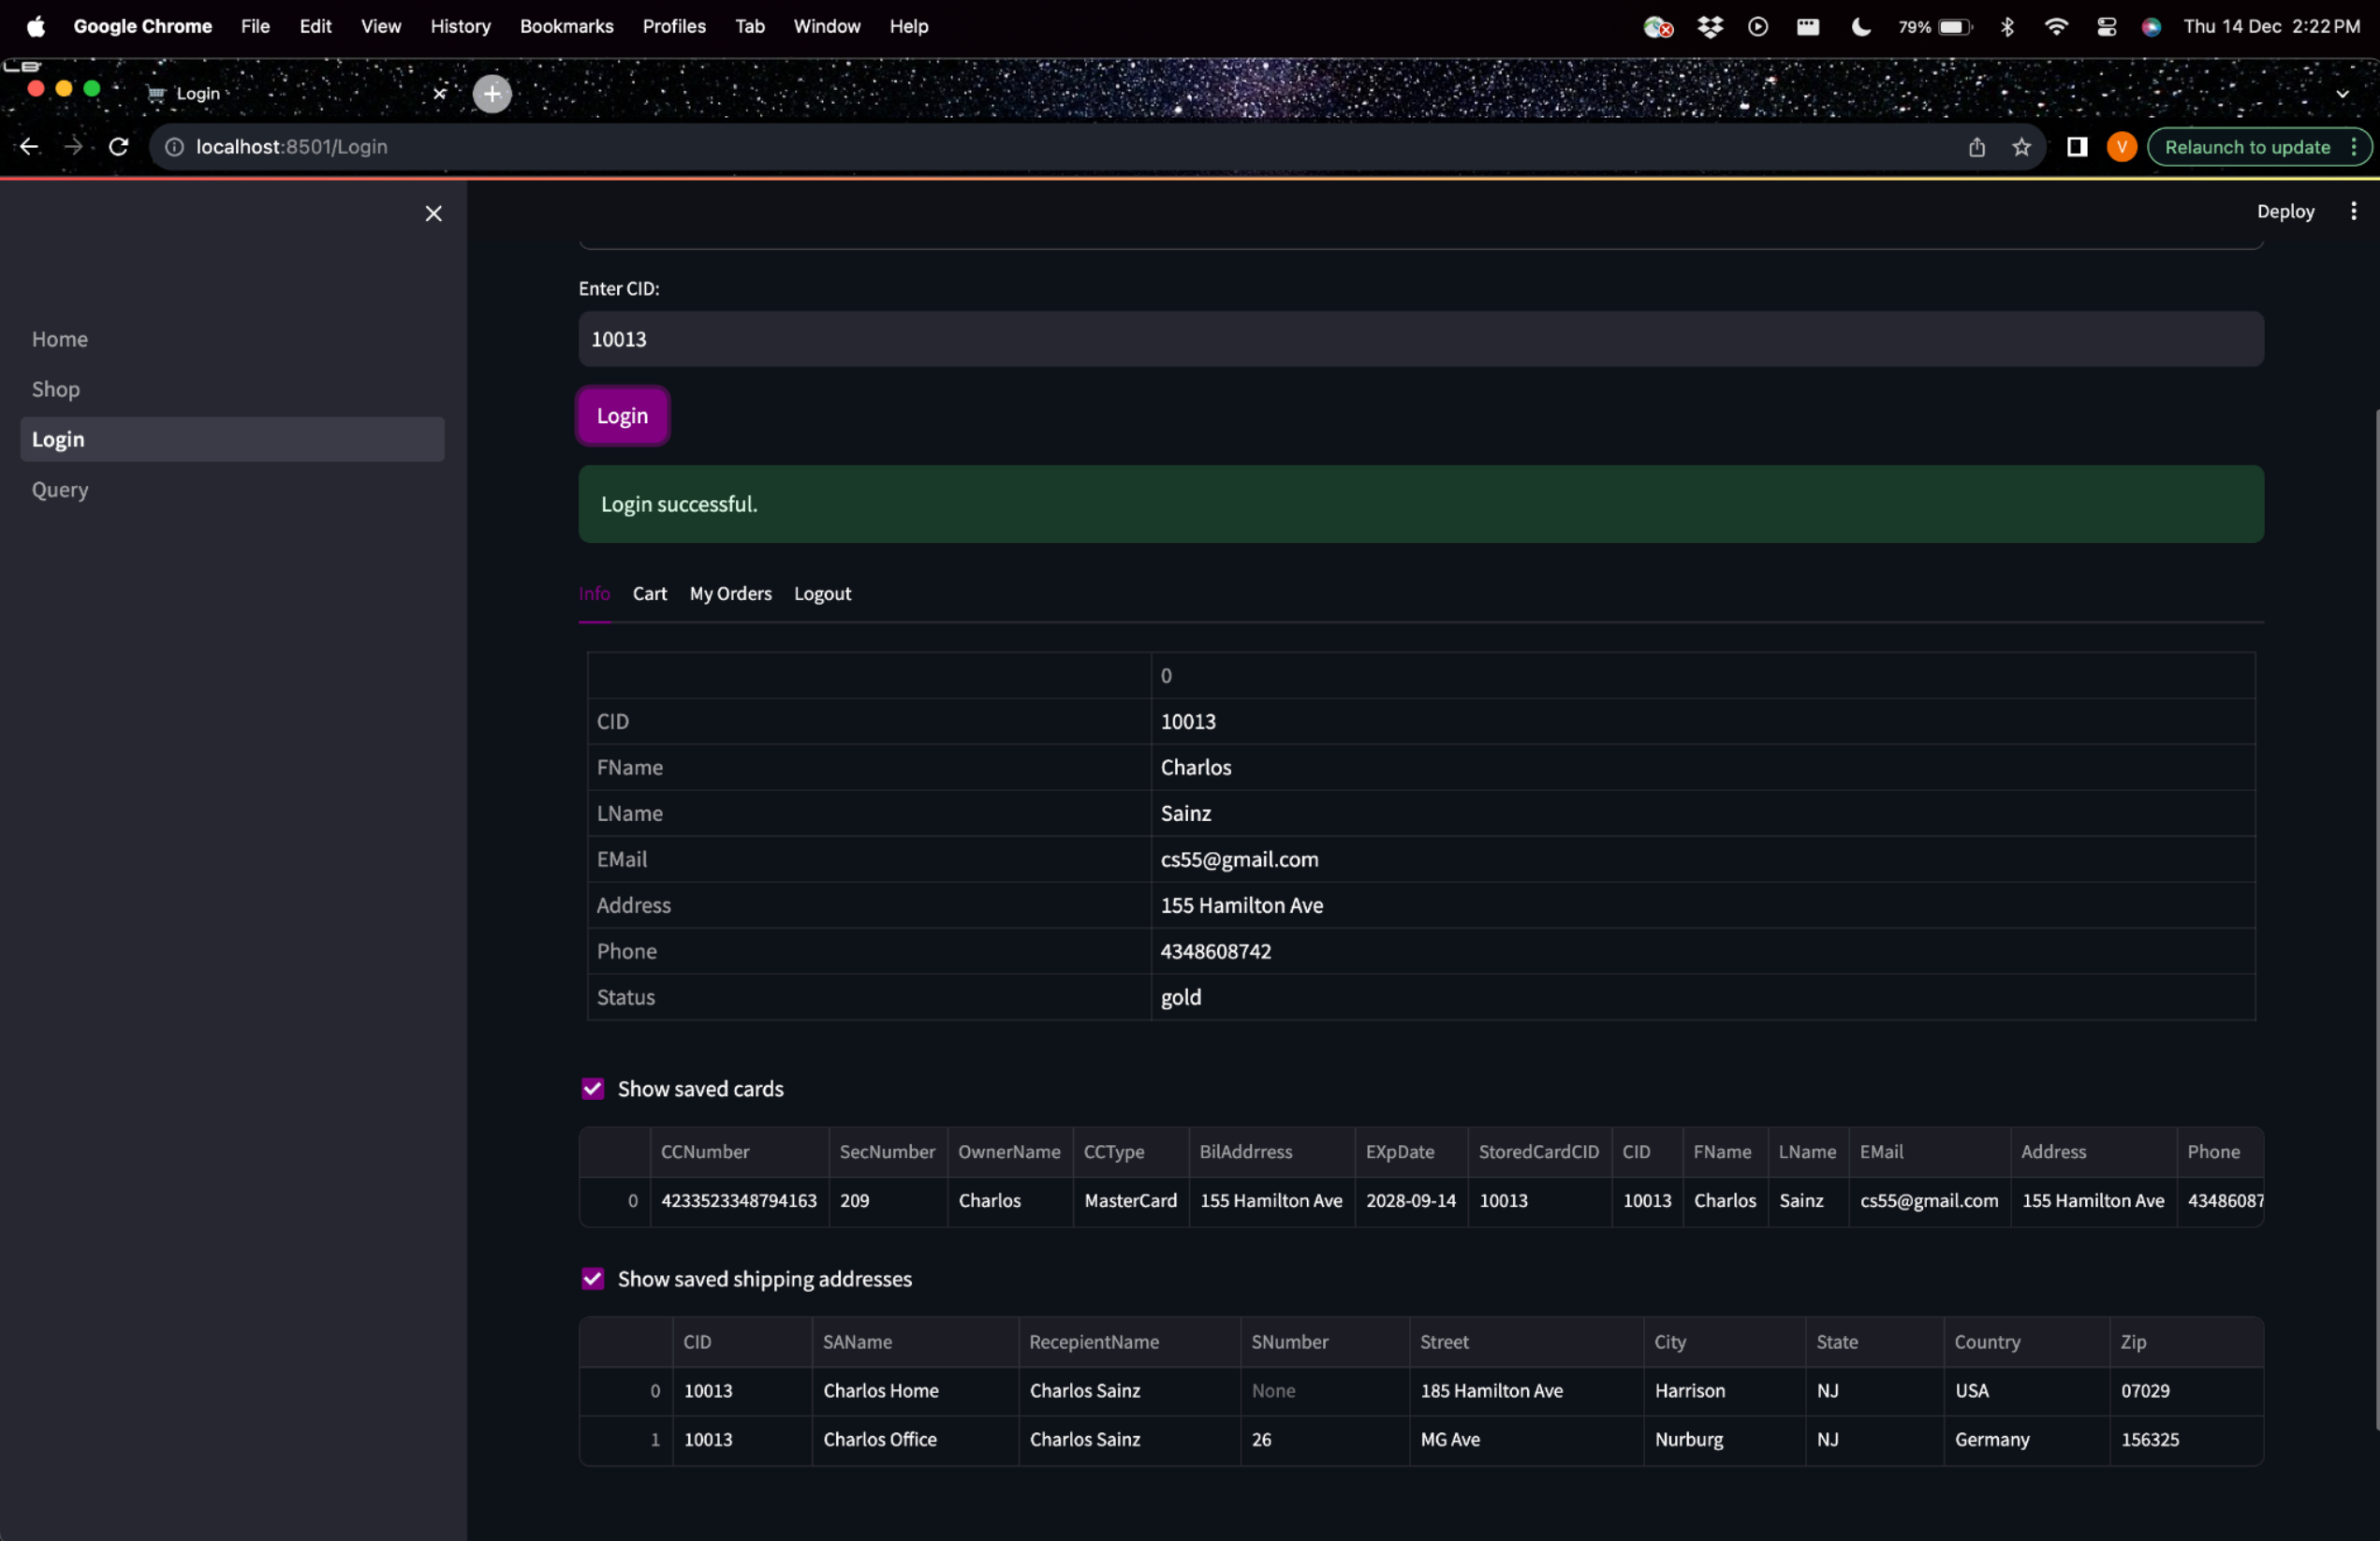 Google Chrome File Edit View History Bookmarks Profiles Tab Window Help 79% Thu 14 Dec 2:22 PM
Login
localhost:8501/Login V Relaunch to update
Deploy
Home
Shop
Login
Query
Enter CID:
10013
Login
Login successful.
Info Cart My Orders Logout
0
CID 10013
FName Charlos
LName Sainz
EMail cs55@gmail.com
Address 155 Hamilton Ave
Phone 4348608742
Status gold
Show saved cards
CCNumber SecNumber OwnerName CCType BilAddrress EXpDate StoredCardCID CID FName LName EMail Address Phone
0 4233523348794163 209 Charlos MasterCard 155 Hamilton Ave 2028-09-14 10013 10013 Charlos Sainz cs55@gmail.com 155 Hamilton Ave 43486087
Show saved shipping addresses
CID SAName RecepientName SNumber Street City State Country Zip
0 10013 Charlos Home Charlos Sainz None 185 Hamilton Ave Harrison NJ USA 07029
1 10013 Charlos Office Charlos Sainz 26 MG Ave Nurburg NJ Germany 156325